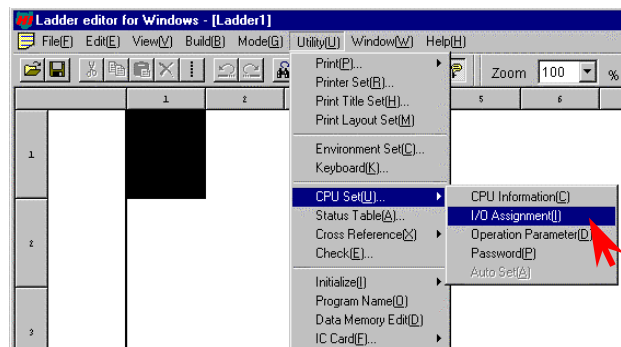 Ladder editor for Windows - [Ladder1]
File(F) Edit(E) View(V) Build(B) Mode(G) Utility(U) Window(W) Help(H)
Zoom 100 %
1 2 5 6
1
2
3
Print(P)...
Printer Set(R)...
Print Title Set(H)...
Print Layout Set(M)
Environment Set(C)...
Keyboard(K)...
CPU Set(U)...
Status Table(A)...
Cross Reference(X)
Check(E)...
Initialize(I)
Program Name(O)
Data Memory Edit(D)
IC Card(F)...
CPU Information(C)
I/O Assignment(I)
Operation Parameter(D)
Password(P)
Auto Set(A)